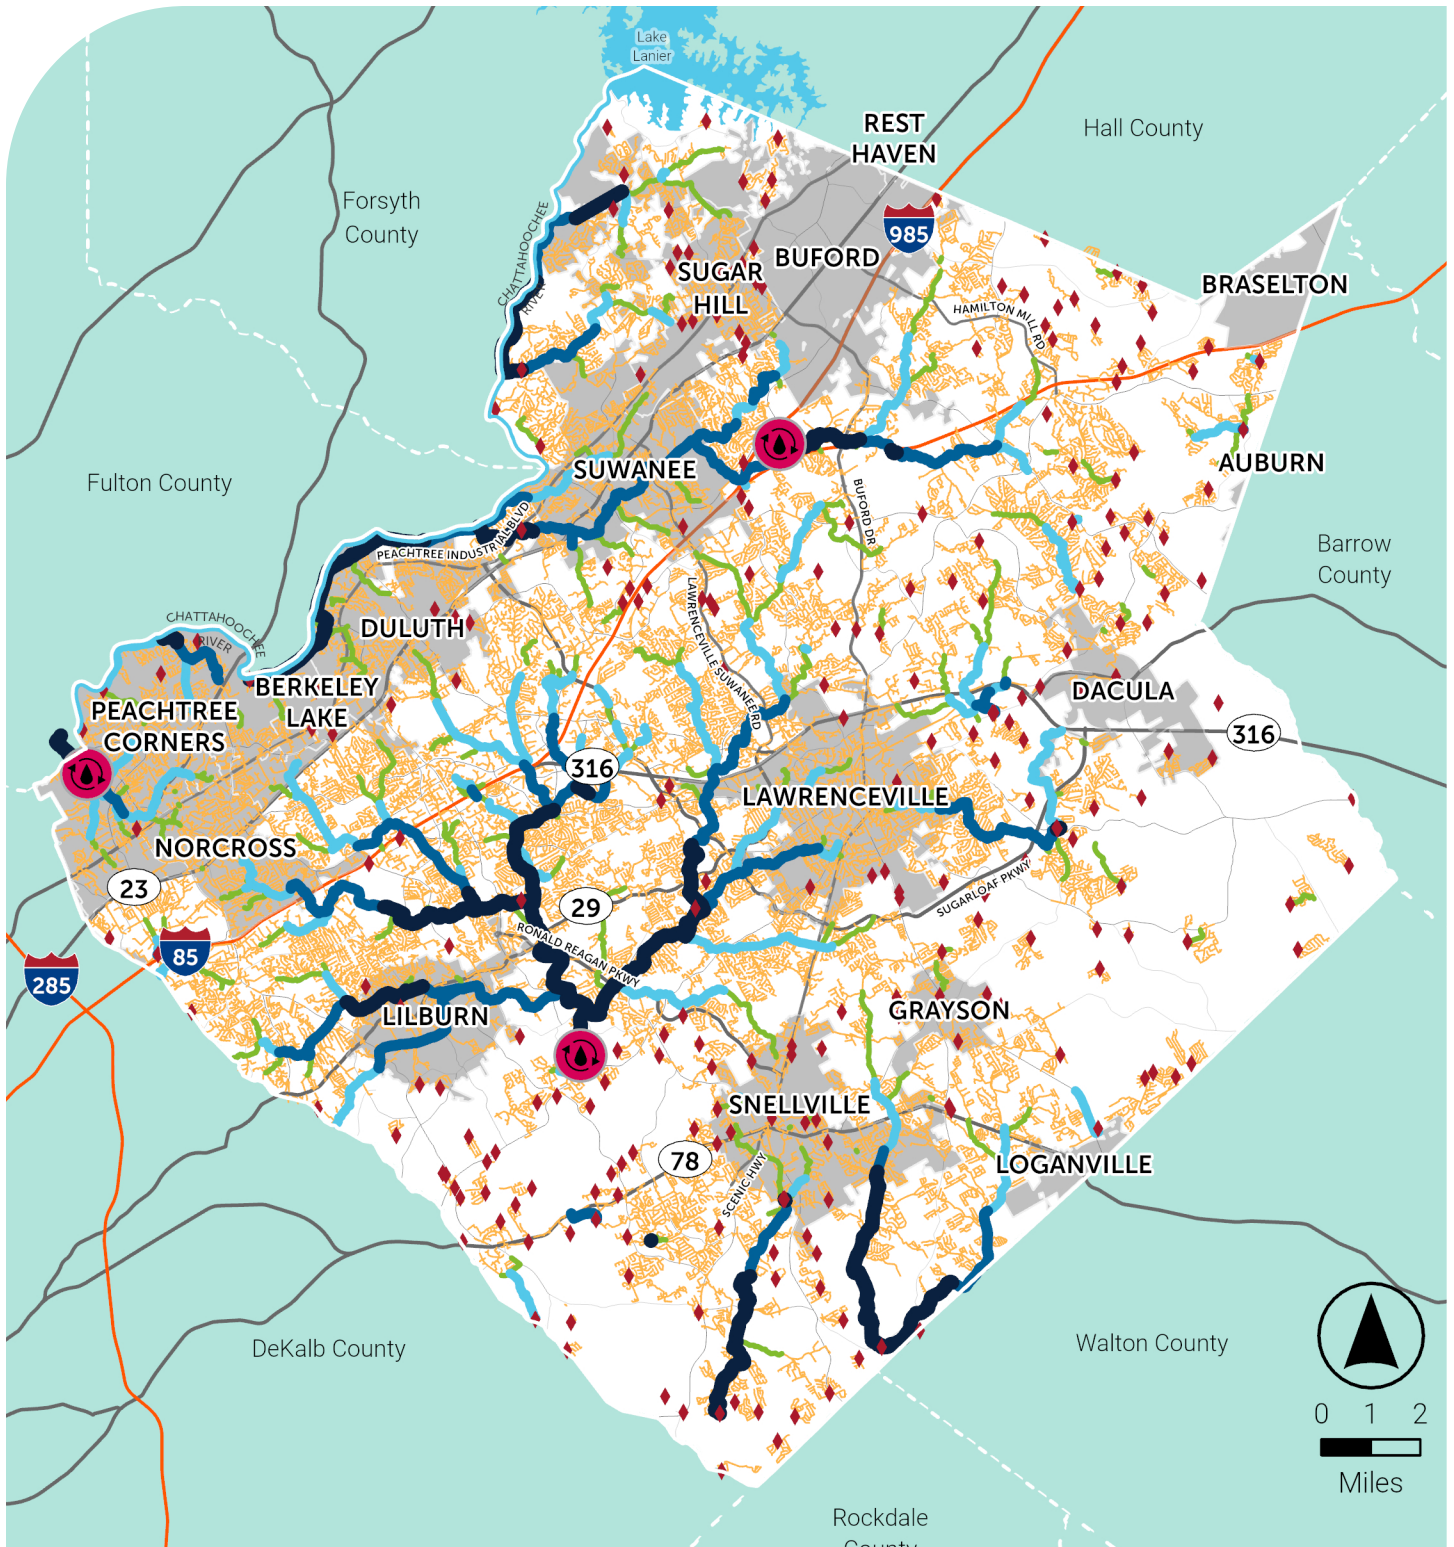 Lake
Lanier
REST
HAVEN
Hall County
Forsyth
County
985
CHATTAHOOCHEE
RIVER
SUGAR
HILL
BUFORD
BRASELTON
HAMILTON MILL RD
Fulton County
SUWANEE
AUBURN
BUFORD DR
PEACHTREE INDUSTRIAL BLVD
Barrow
County
LAWRENCEVILLE SUWANEE RD
CHATTAHOOCHEE
RIVER
DULUTH
BERKELEY
LAKE
DACULA
PEACHTREE
CORNERS
316
316
LAWRENCEVILLE
NORCROSS
23
29
SUGARLOAF PKWY
RONALD REAGAN PKWY
85
285
LILBURN
GRAYSON
SNELLVILLE
78
SCENIC HWY
LOGANVILLE
DeKalb County
Walton County
0 1 2
Miles
Rockdale
County